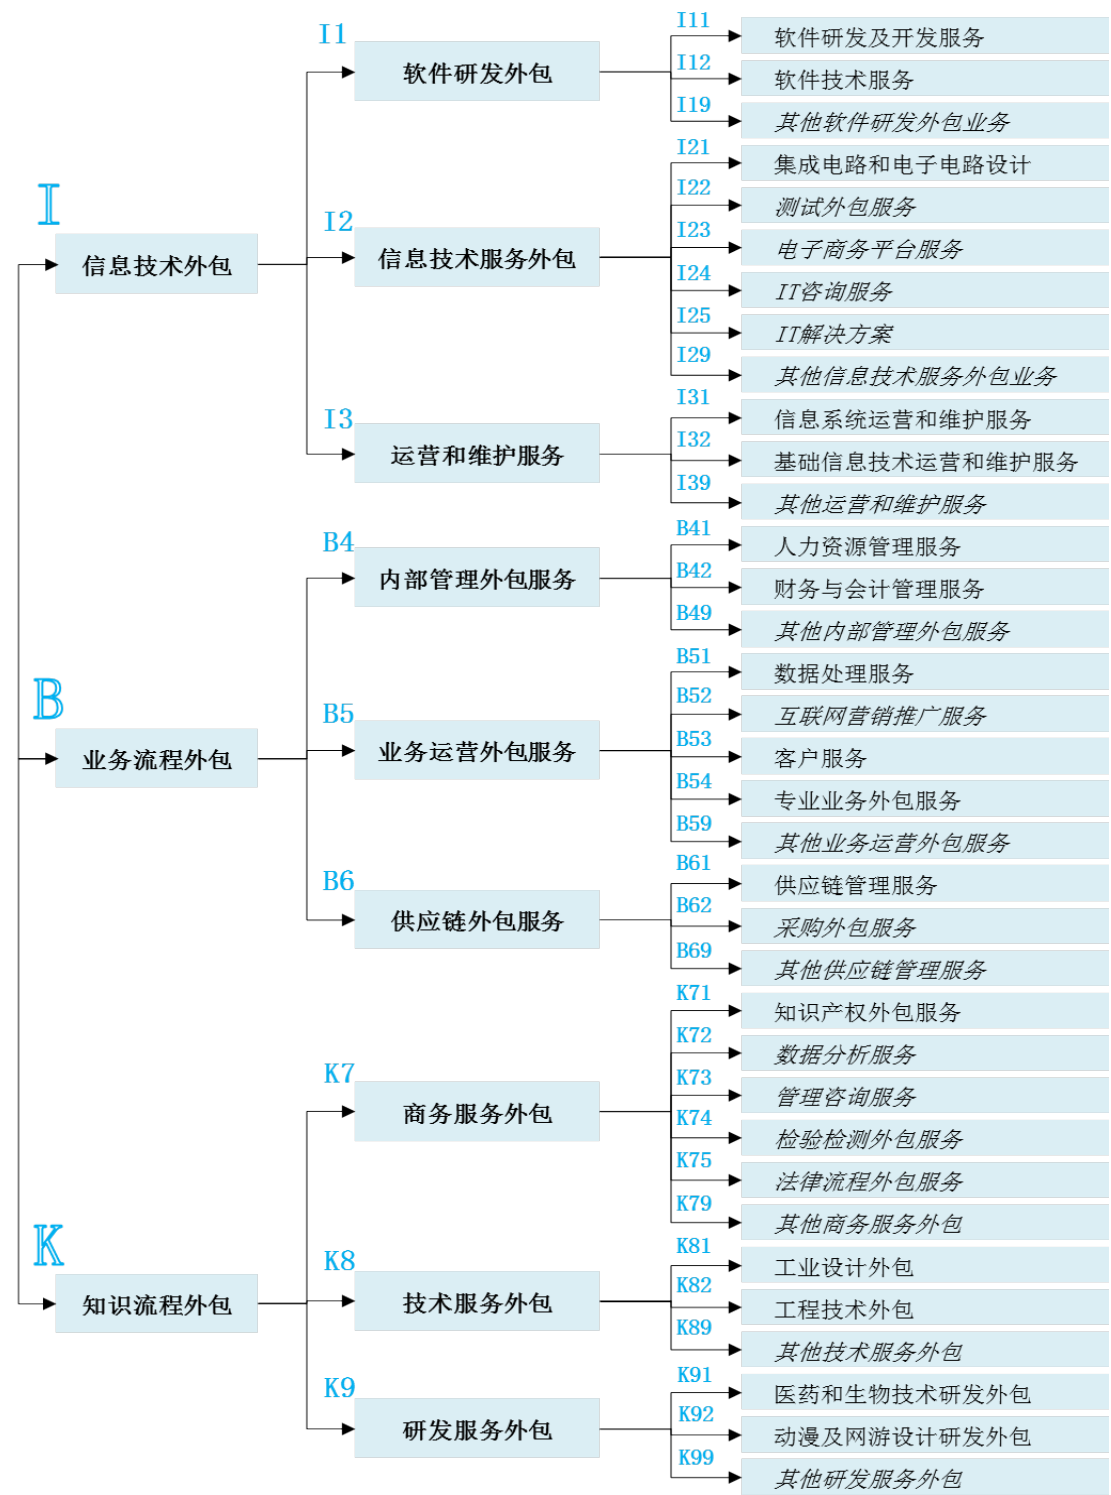 I
信息技术外包
I1
软件研发外包
I11
软件研发及开发服务
I12
软件技术服务
I19
其他软件研发外包业务
I2
信息技术服务外包
I21
集成电路和电子电路设计
I22
测试外包服务
I23
电子商务平台服务
I24
IT咨询服务
I25
IT解决方案
I29
其他信息技术服务外包业务
I3
运营和维护服务
I31
信息系统运营和维护服务
I32
基础信息技术运营和维护服务
I39
其他运营和维护服务
B
业务流程外包
B4
内部管理外包服务
B41
人力资源管理服务
B42
财务与会计管理服务
B49
其他内部管理外包服务
B5
业务运营外包服务
B51
数据处理服务
B52
互联网营销推广服务
B53
客户服务
B54
专业业务外包服务
B59
其他业务运营外包服务
B6
供应链外包服务
B61
供应链管理服务
B62
采购外包服务
B69
其他供应链管理服务
K
知识流程外包
K7
商务服务外包
K71
知识产权外包服务
K72
数据分析服务
K73
管理咨询服务
K74
检验检测外包服务
K75
法律流程外包服务
K79
其他商务服务外包
K8
技术服务外包
K81
工业设计外包
K82
工程技术外包
K89
其他技术服务外包
K9
研发服务外包
K91
医药和生物技术研发外包
K92
动漫及网游设计研发外包
K99
其他研发服务外包